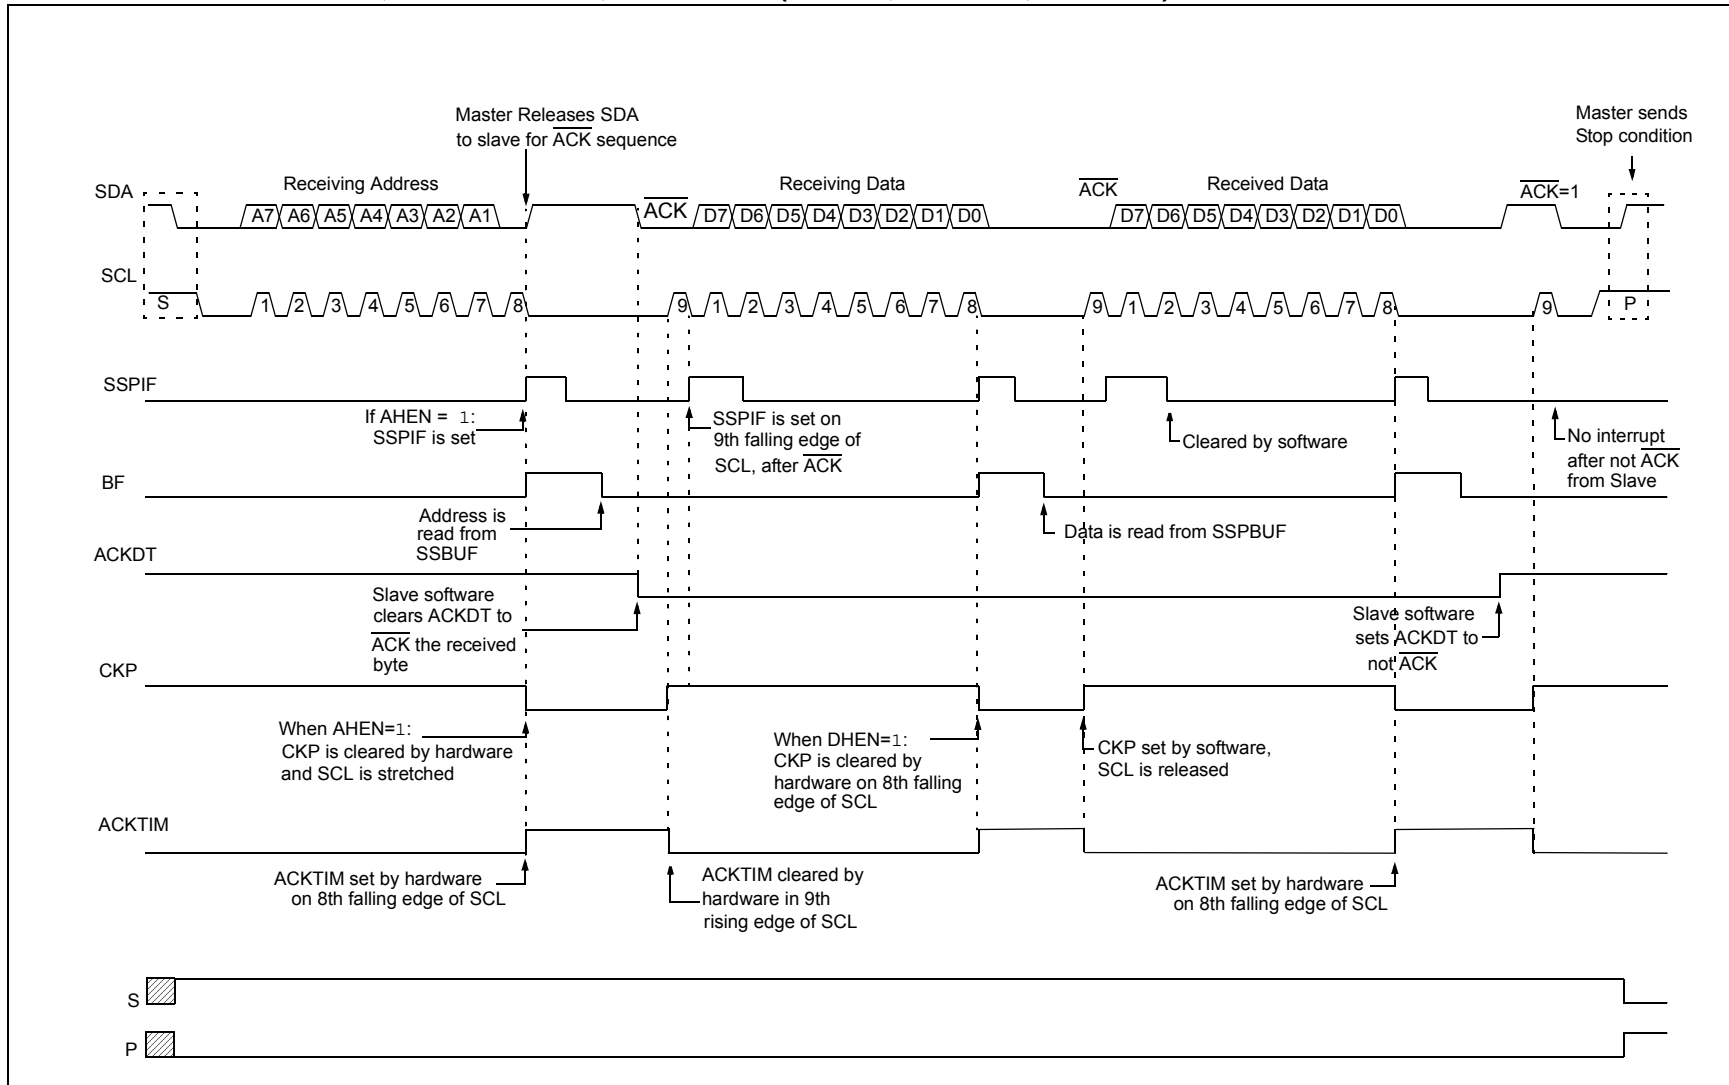 Master Releases SDA
to slave for ACK sequence
Master sends
Stop condition
SDA
Receiving Address
ACK
Receiving Data
ACK
Received Data
ACK=1
A7 A6 A5 A4 A3 A2 A1
D7 D6 D5 D4 D3 D2 D1 D0
D7 D6 D5 D4 D3 D2 D1 D0
SCL
S
1 2 3 4 5 6 7 8
9 1 2 3 4 5 6 7 8
9 1 2 3 4 5 6 7 8
9
P
SSPIF
If AHEN = 1:
SSPIF is set
SSPIF is set on
9th falling edge of
SCL, after ACK
Cleared by software
No interrupt
after not ACK
from Slave
BF
Address is
read from
SSBUF
Data is read from SSPBUF
ACKDT
Slave software
clears ACKDT to
ACK the received
byte
Slave software
sets ACKDT to
not ACK
CKP
When AHEN=1:
CKP is cleared by hardware
and SCL is stretched
When DHEN=1:
CKP is cleared by
hardware on 8th falling
edge of SCL
CKP set by software,
SCL is released
ACKTIM
ACKTIM set by hardware
on 8th falling edge of SCL
ACKTIM cleared by
hardware in 9th
rising edge of SCL
ACKTIM set by hardware
on 8th falling edge of SCL
S
P